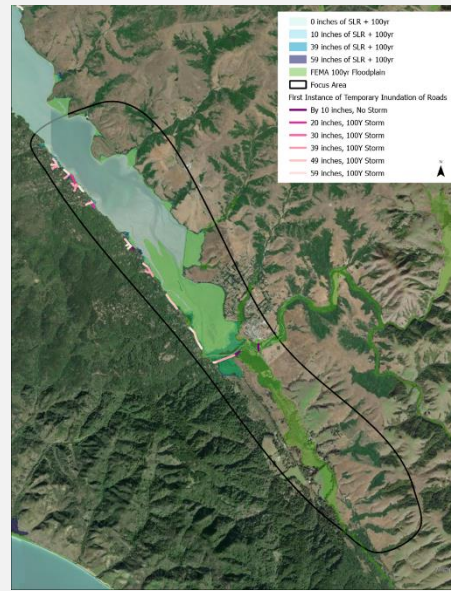 0 inches of SLR + 100yr
10 inches of SLR + 100yr
39 inches of SLR + 100yr
59 inches of SLR + 100yr
FEMA 100yr Floodplain
Focus Area
First Instance of Temporary Inundation of Roads
By 10 inches, No Storm
20 inches, 100Y Storm
30 inches, 100Y Storm
39 inches, 100Y Storm
49 inches, 100Y Storm
59 inches, 100Y Storm